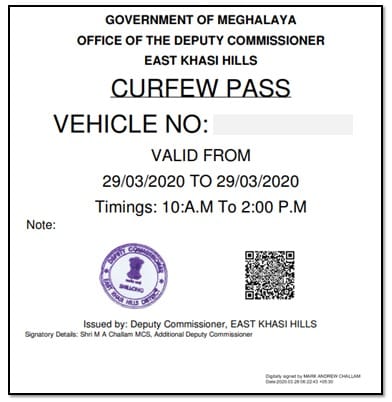 GOVERNMENT OF MEGHALAYA
OFFICE OF THE DEPUTY COMMISSIONER
EAST KHASI HILLS
CURFEW PASS
VEHICLE NO:
VALID FROM
29/03/2020 TO 29/03/2020
Timings: 10:A.M To 2:00 P.M
Note:
DEPUTY COMMISSIONER
SHILLONG
EAST KHASI HILLS DISTRICT
Issued by: Deputy Commissioner, EAST KHASI HILLS
Signatory Details: Shri M A Challam MCS, Additional Deputy Commissioner
Digitally signed by MARK ANDREW CHALLAM
Date:2020.03.28 06:22:43 +05:30